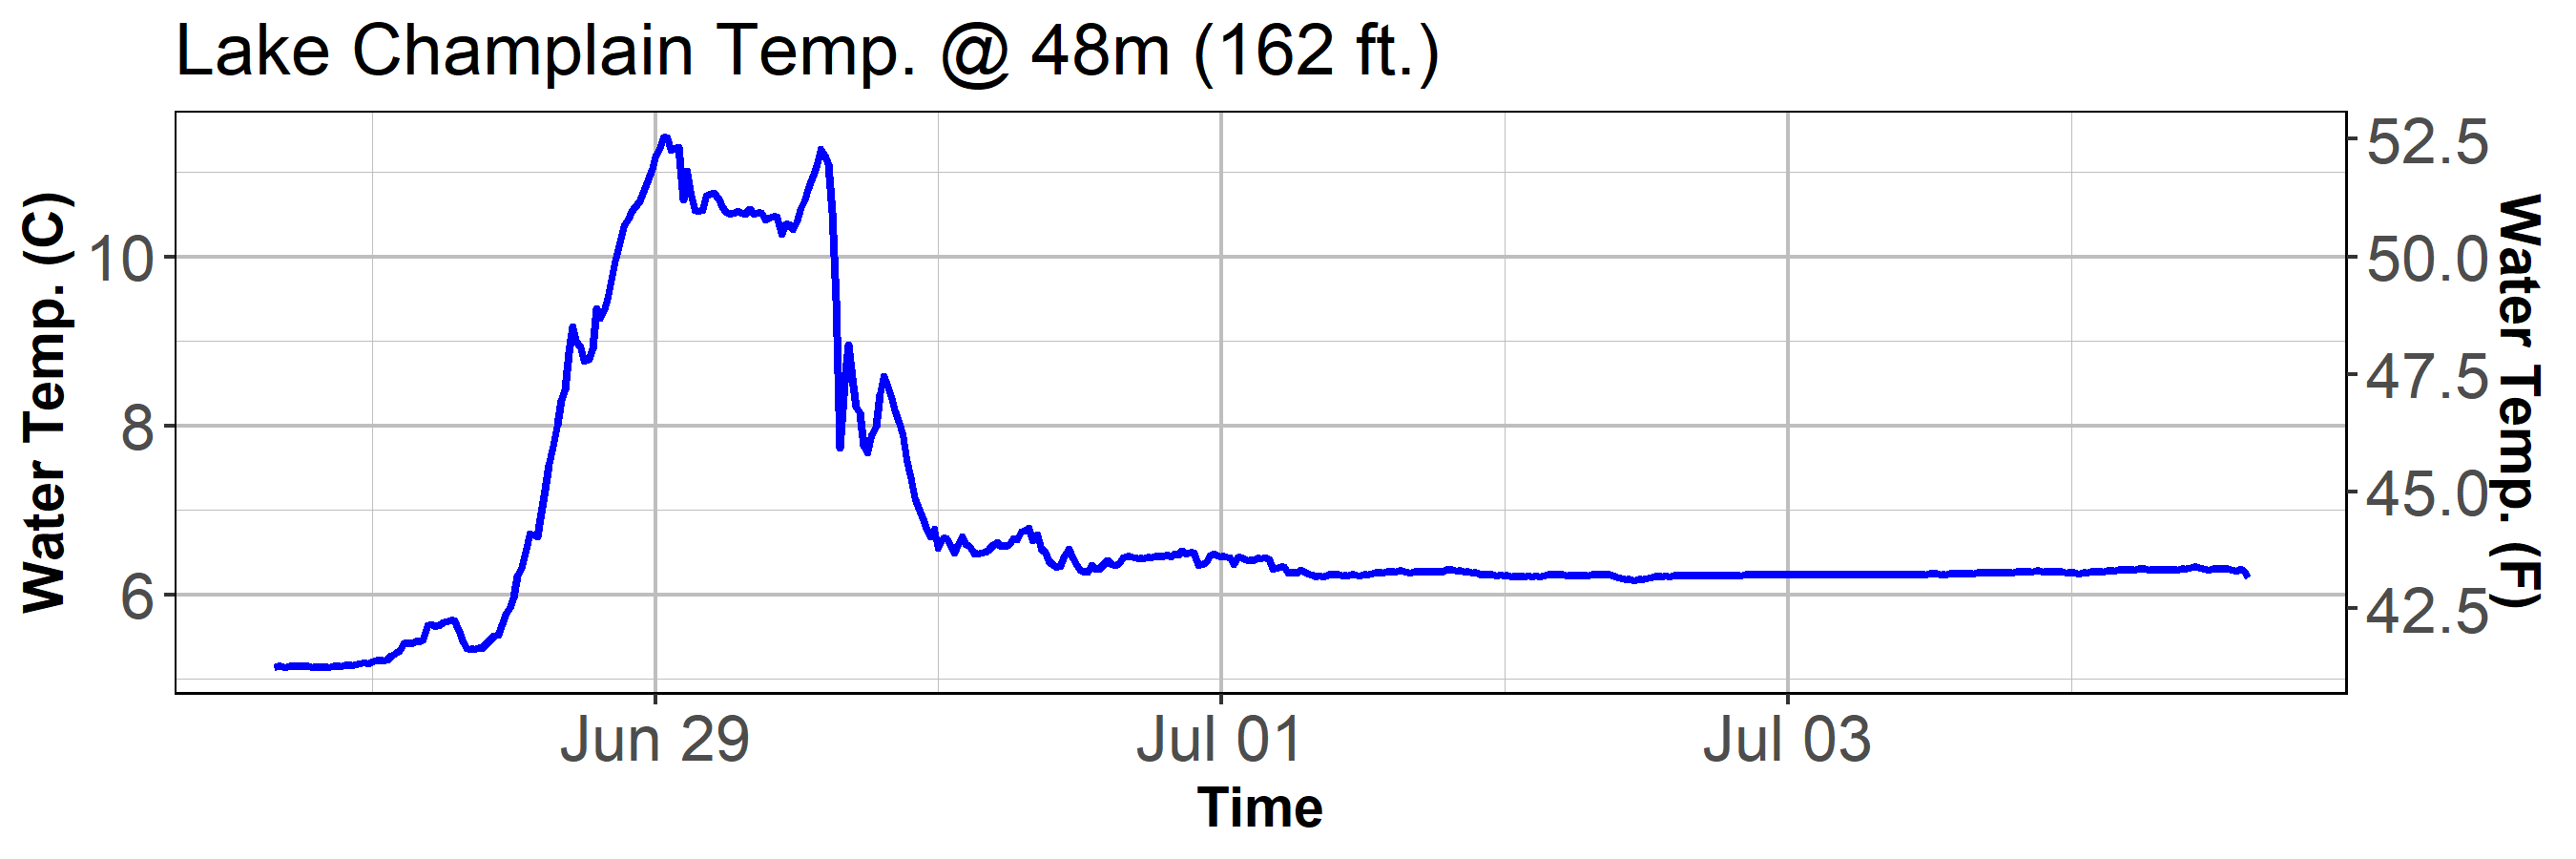 Lake Champlain Temp. @ 48m (162 ft.)
Water Temp. (C)
10
8
6
52.5
50.0
47.5
45.0
42.5
Water Temp. (F)
Jun 29
Jul 01
Jul 03
Time